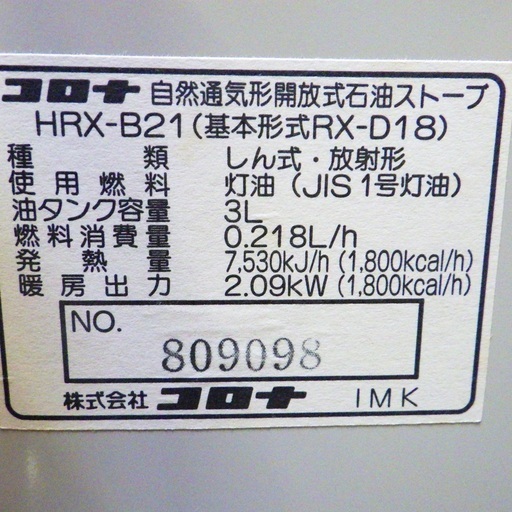 コロナ 自然通気形開放式石油ストーブ
HRX-B21(基本形式RX-D18)
種類 しん式・放射形
使用燃料 灯油(JIS1号灯油)
油タンク容量 3L
燃料消費量 0.218L/h
発熱量 7,530kJ/h(1,800kcal/h)
暖房出力 2.09kW(1,800kcal/h)
NO.
809098
株式会社 コロナ IMK